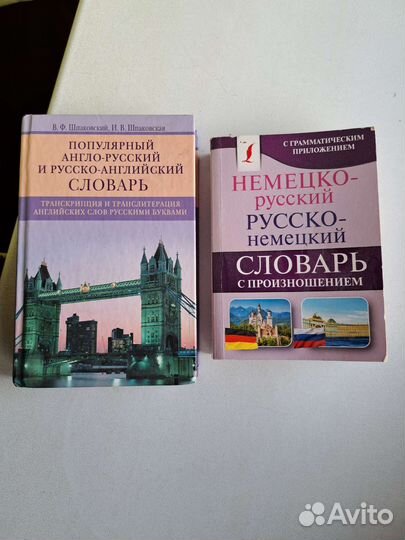 В. Ф. Шпаковский, И. В. Шпаковская
ПОПУЛЯРНЫЙ
АНГЛО-РУССКИЙ
И РУССКО-АНГЛИЙСКИЙ
СЛОВАРЬ
ТРАНСКРИПЦИЯ И ТРАНСЛИТЕРАЦИЯ
АНГЛИЙСКИХ СЛОВ РУССКИМИ БУКВАМИ
С ГРАММАТИЧЕСКИМ
ПРИЛОЖЕНИЕМ
НЕМЕЦКО-
русский
РУССКО-
немецкий
СЛОВАРЬ
С ПРОИЗНОШЕНИЕМ
Avito